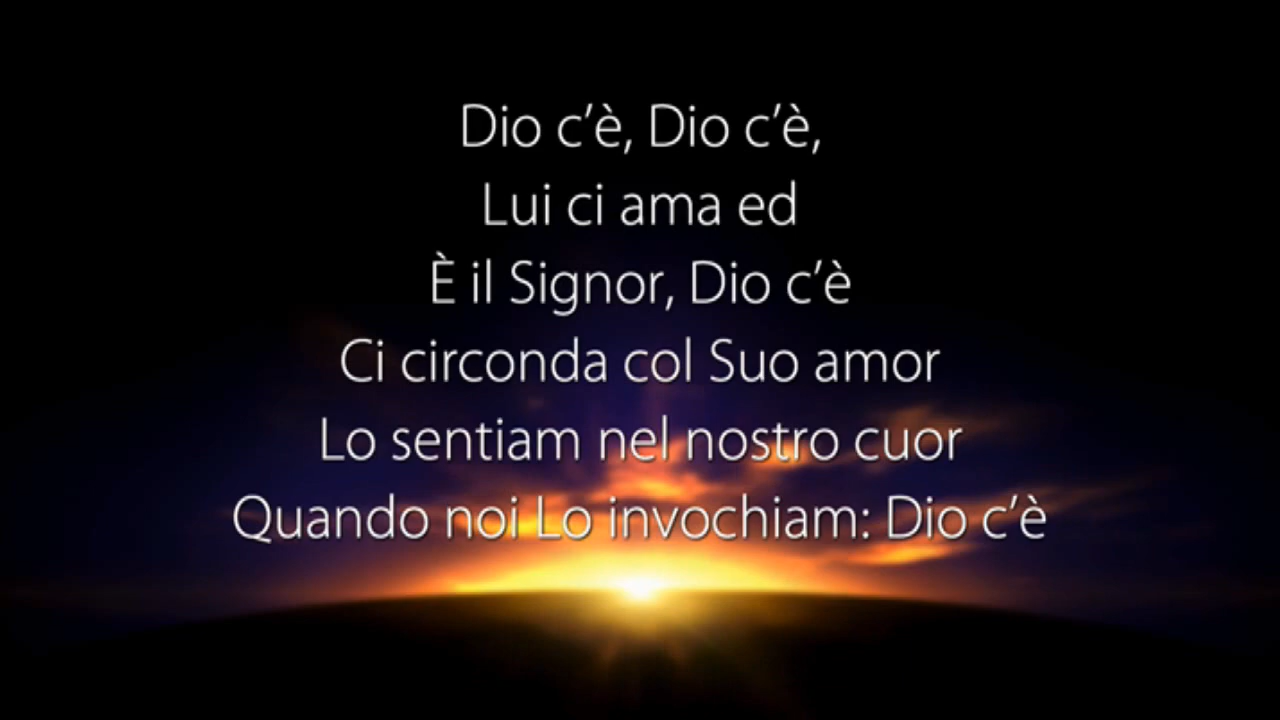 Dio c’è, Dio c’è,
Lui ci ama ed
È il Signor, Dio c’è
Ci circonda col Suo amor
Lo sentiam nel nostro cuor
Quando noi Lo invochiam: Dio c’è